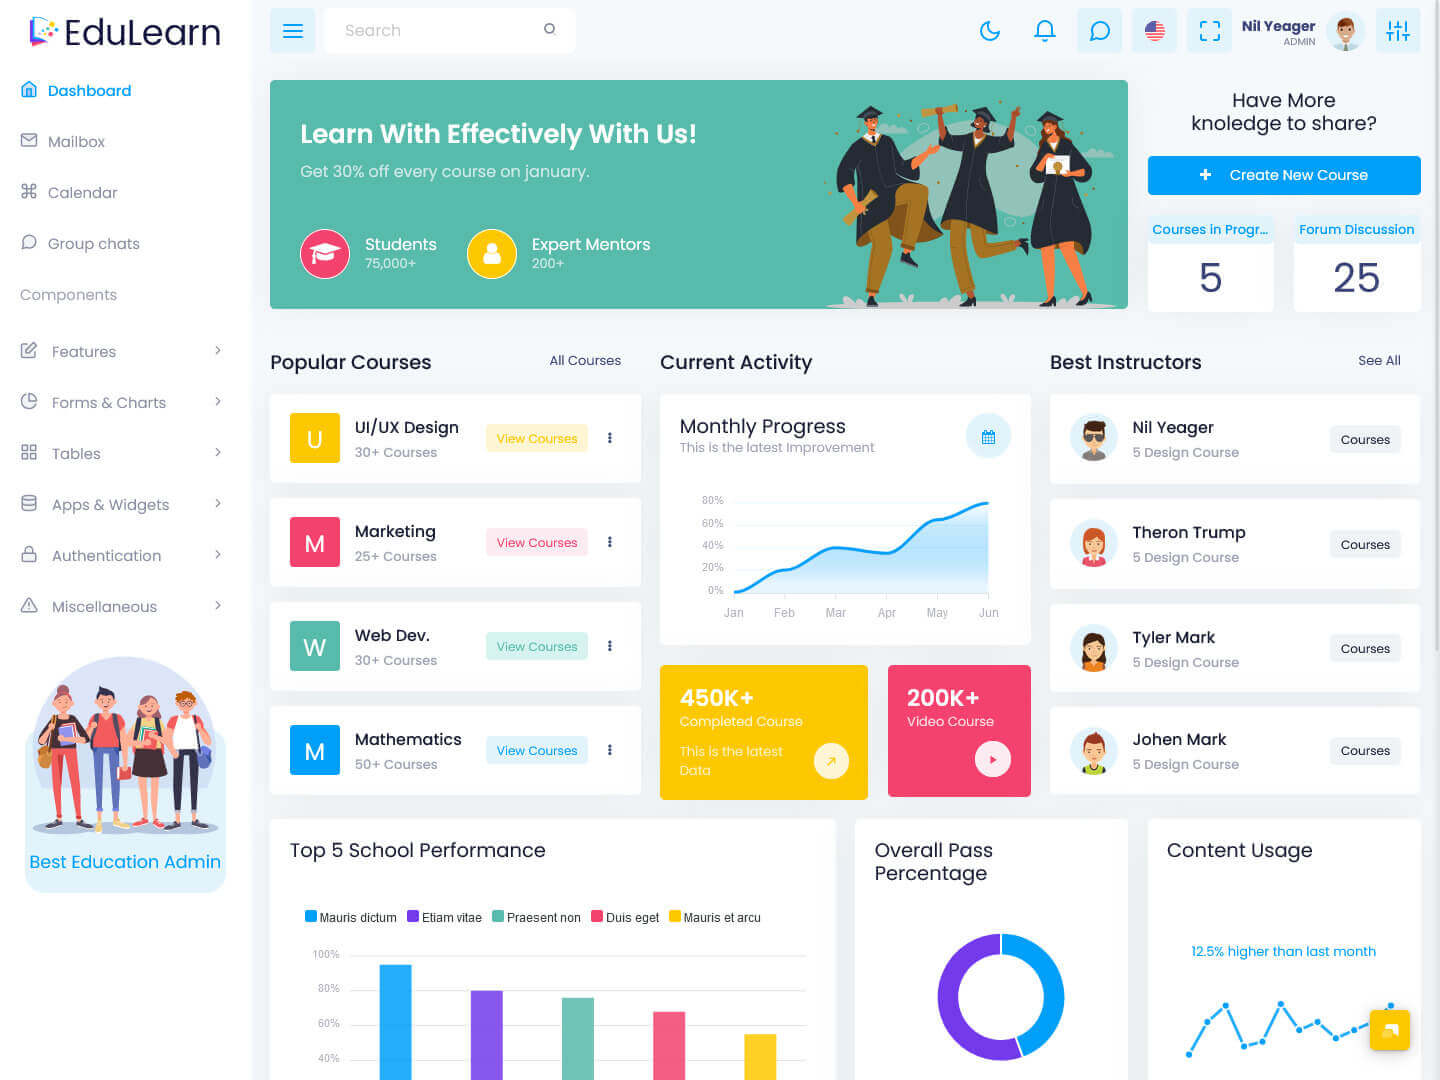 EduLearn
Search
Nil Yeager
ADMIN
Dashboard
Mailbox
Calendar
Group chats
Components
Features
Forms & Charts
Tables
Apps & Widgets
Authentication
Miscellaneous
Best Education Admin
Learn With Effectively With Us!
Get 30% off every course on january.
Students
75,000+
Expert Mentors
200+
Have More
knoledge to share?
+ Create New Course
Courses in Progr...
5
Forum Discussion
25
Popular Courses
All Courses
U
UI/UX Design
30+ Courses
View Courses
M
Marketing
25+ Courses
View Courses
W
Web Dev.
30+ Courses
View Courses
M
Mathematics
50+ Courses
View Courses
Current Activity
Monthly Progress
This is the latest Improvement
80%
60%
40%
20%
0%
Jan Feb Mar Apr May Jun
450K+
Completed Course
This is the latest
Data
200K+
Video Course
Best Instructors
See All
Nil Yeager
5 Design Course
Courses
Theron Trump
5 Design Course
Courses
Tyler Mark
5 Design Course
Courses
Johen Mark
5 Design Course
Courses
Top 5 School Performance
Mauris dictum Etiam vitae Praesent non Duis eget Mauris et arcu
100%
80%
60%
40%
Overall Pass
Percentage
Content Usage
12.5% higher than last month